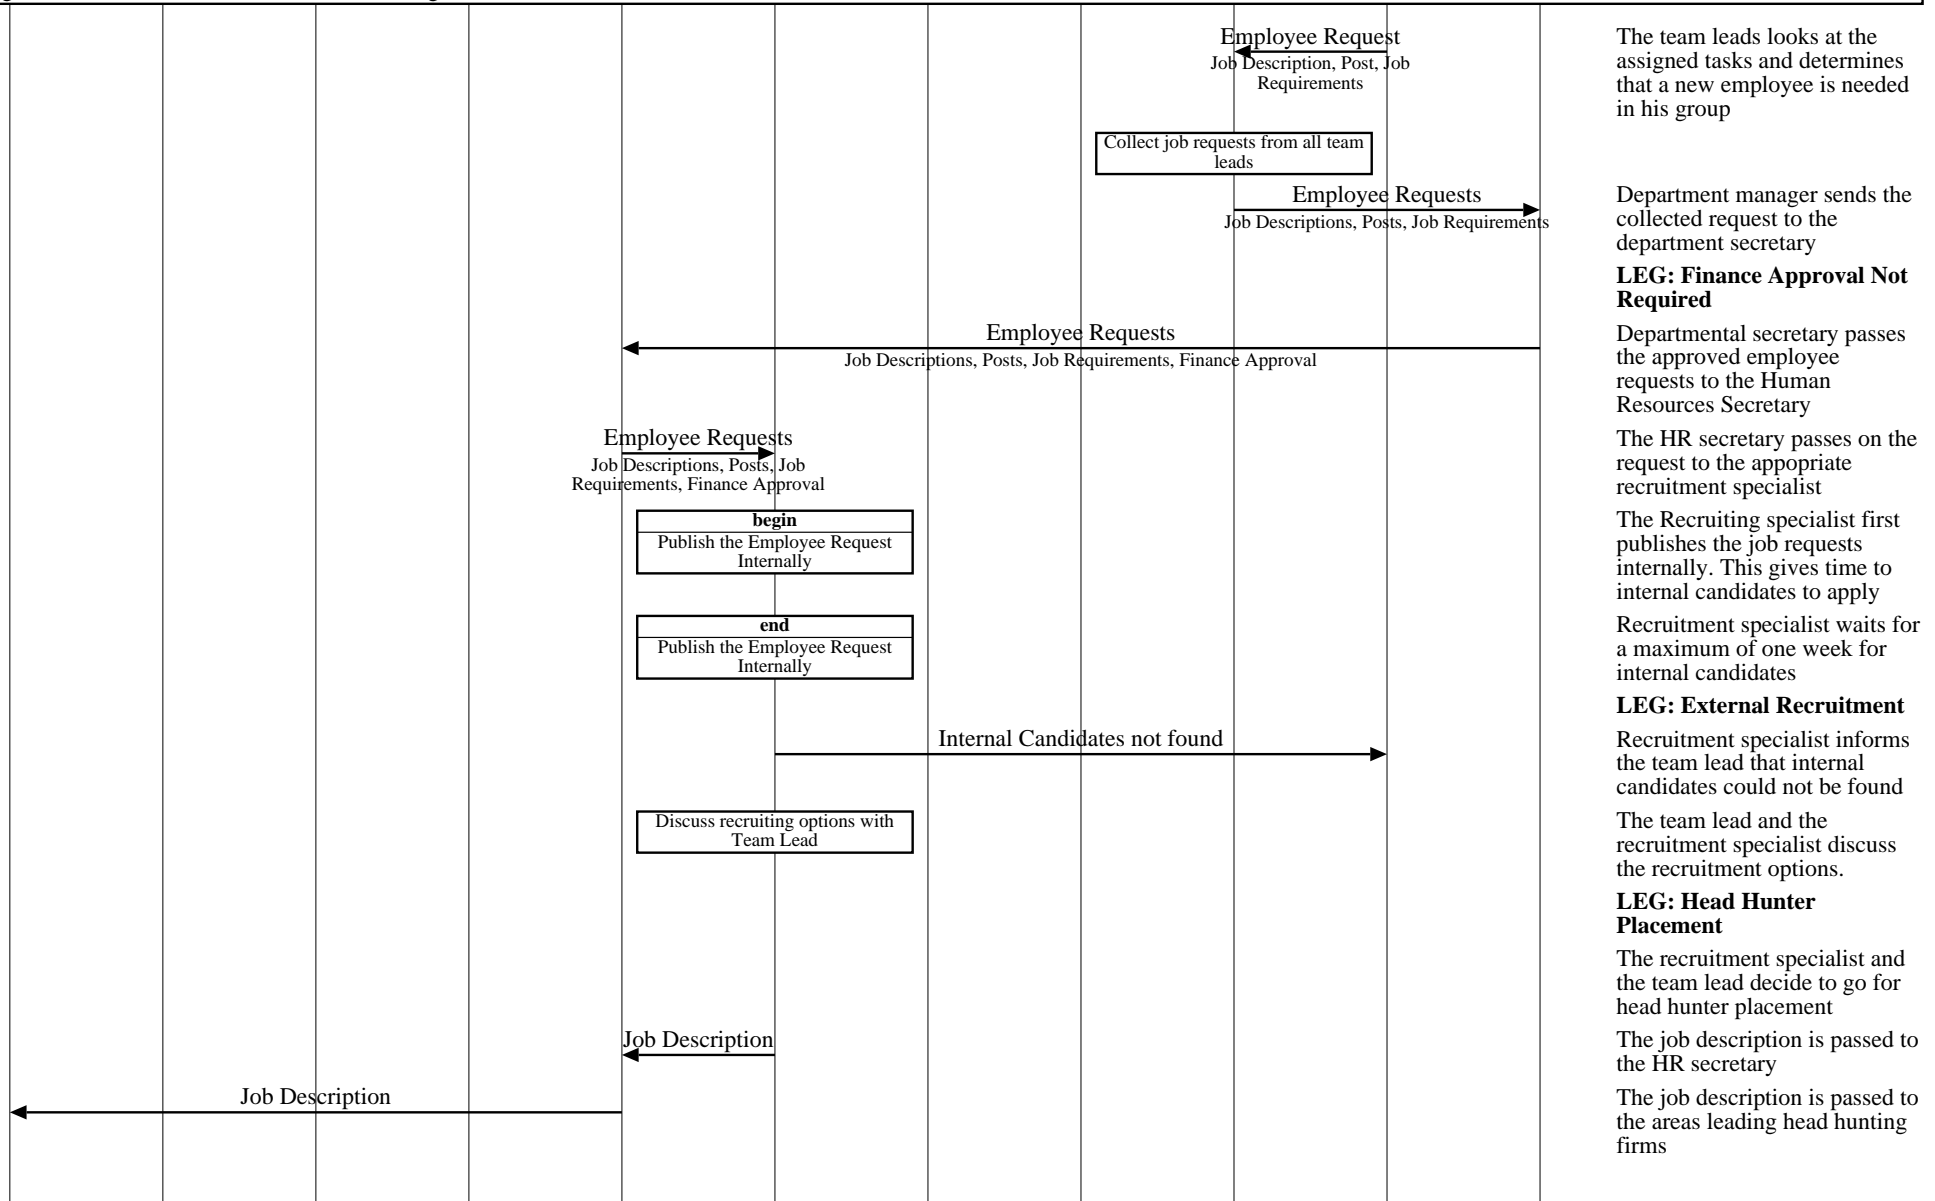 Employee Request
Job Description, Post, Job
Requirements
The team leads looks at the
assigned tasks and determines
that a new employee is needed
in his group
Collect job requests from all team
leads
Employee Requests
Job Descriptions, Posts, Job Requirements
Department manager sends the
collected request to the
department secretary
LEG: Finance Approval Not
Required
Employee Requests
Job Descriptions, Posts, Job Requirements, Finance Approval
Departmental secretary passes
the approved employee
requests to the Human
Resources Secretary
Employee Requests
Job Descriptions, Posts, Job
Requirements, Finance Approval
The HR secretary passes on the
request to the appopriate
recruitment specialist
begin
Publish the Employee Request
Internally
The Recruiting specialist first
publishes the job requests
internally. This gives time to
internal candidates to apply
end
Publish the Employee Request
Internally
Recruitment specialist waits for
a maximum of one week for
internal candidates
LEG: External Recruitment
Internal Candidates not found
Recruitment specialist informs
the team lead that internal
candidates could not be found
Discuss recruiting options with
Team Lead
The team lead and the
recruitment specialist discuss
the recruitment options.
LEG: Head Hunter
Placement
The recruitment specialist and
the team lead decide to go for
head hunter placement
Job Description
The job description is passed to
the HR secretary
Job Description
The job description is passed to
the areas leading head hunting
firms